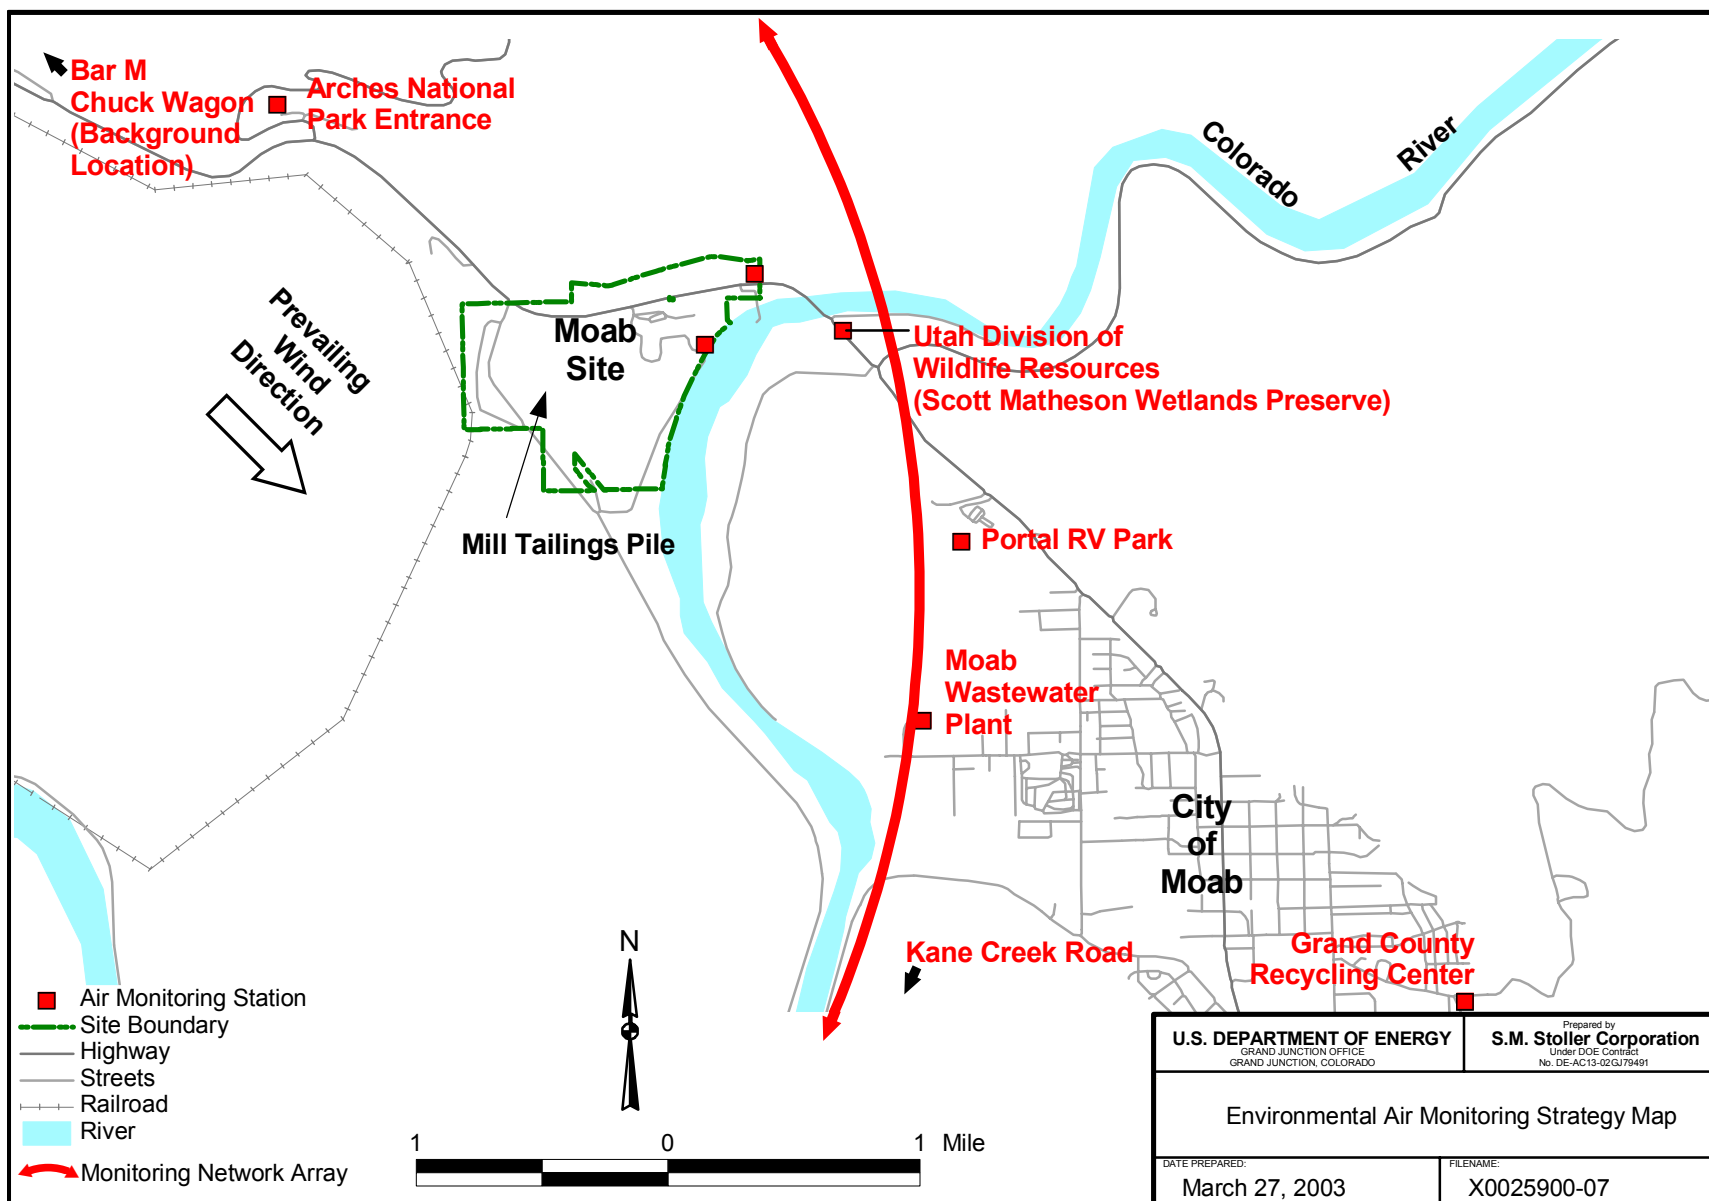 Bar M
Chuck Wagon
(Background
Location)
Arches National
Park Entrance
Colorado
River
Prevailing
Wind
Direction
Moab
Site
Mill Tailings Pile
Utah Division of
Wildlife Resources
(Scott Matheson Wetlands Preserve)
Portal RV Park
Moab
Wastewater
Plant
City
of
Moab
Kane Creek Road
Grand County
Recycling Center
N
Air Monitoring Station
Site Boundary
Highway
Streets
Railroad
River
Monitoring Network Array
1 0 1 Mile
U.S. DEPARTMENT OF ENERGY
GRAND JUNCTION OFFICE
GRAND JUNCTION, COLORADO
Prepared by
S.M. Stoller Corporation
Under DOE Contract
No. DE-AC13-02GJ79491
Environmental Air Monitoring Strategy Map
DATE PREPARED:
March 27, 2003
FILENAME:
X0025900-07